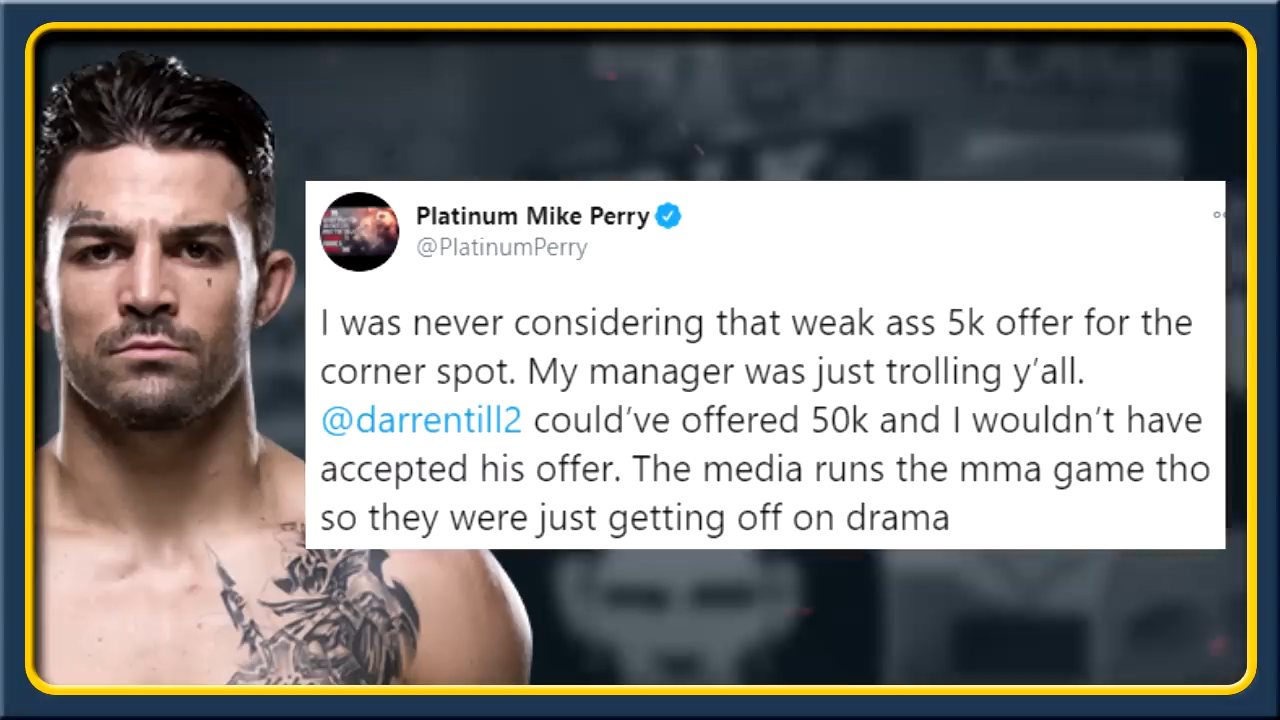 Platinum Mike Perry
@PlatinumPerry
I was never considering that weak ass 5k offer for the
corner spot. My manager was just trolling y’all.
@darrentill2 could’ve offered 50k and I wouldn’t have
accepted his offer. The media runs the mma game tho
so they were just getting off on drama